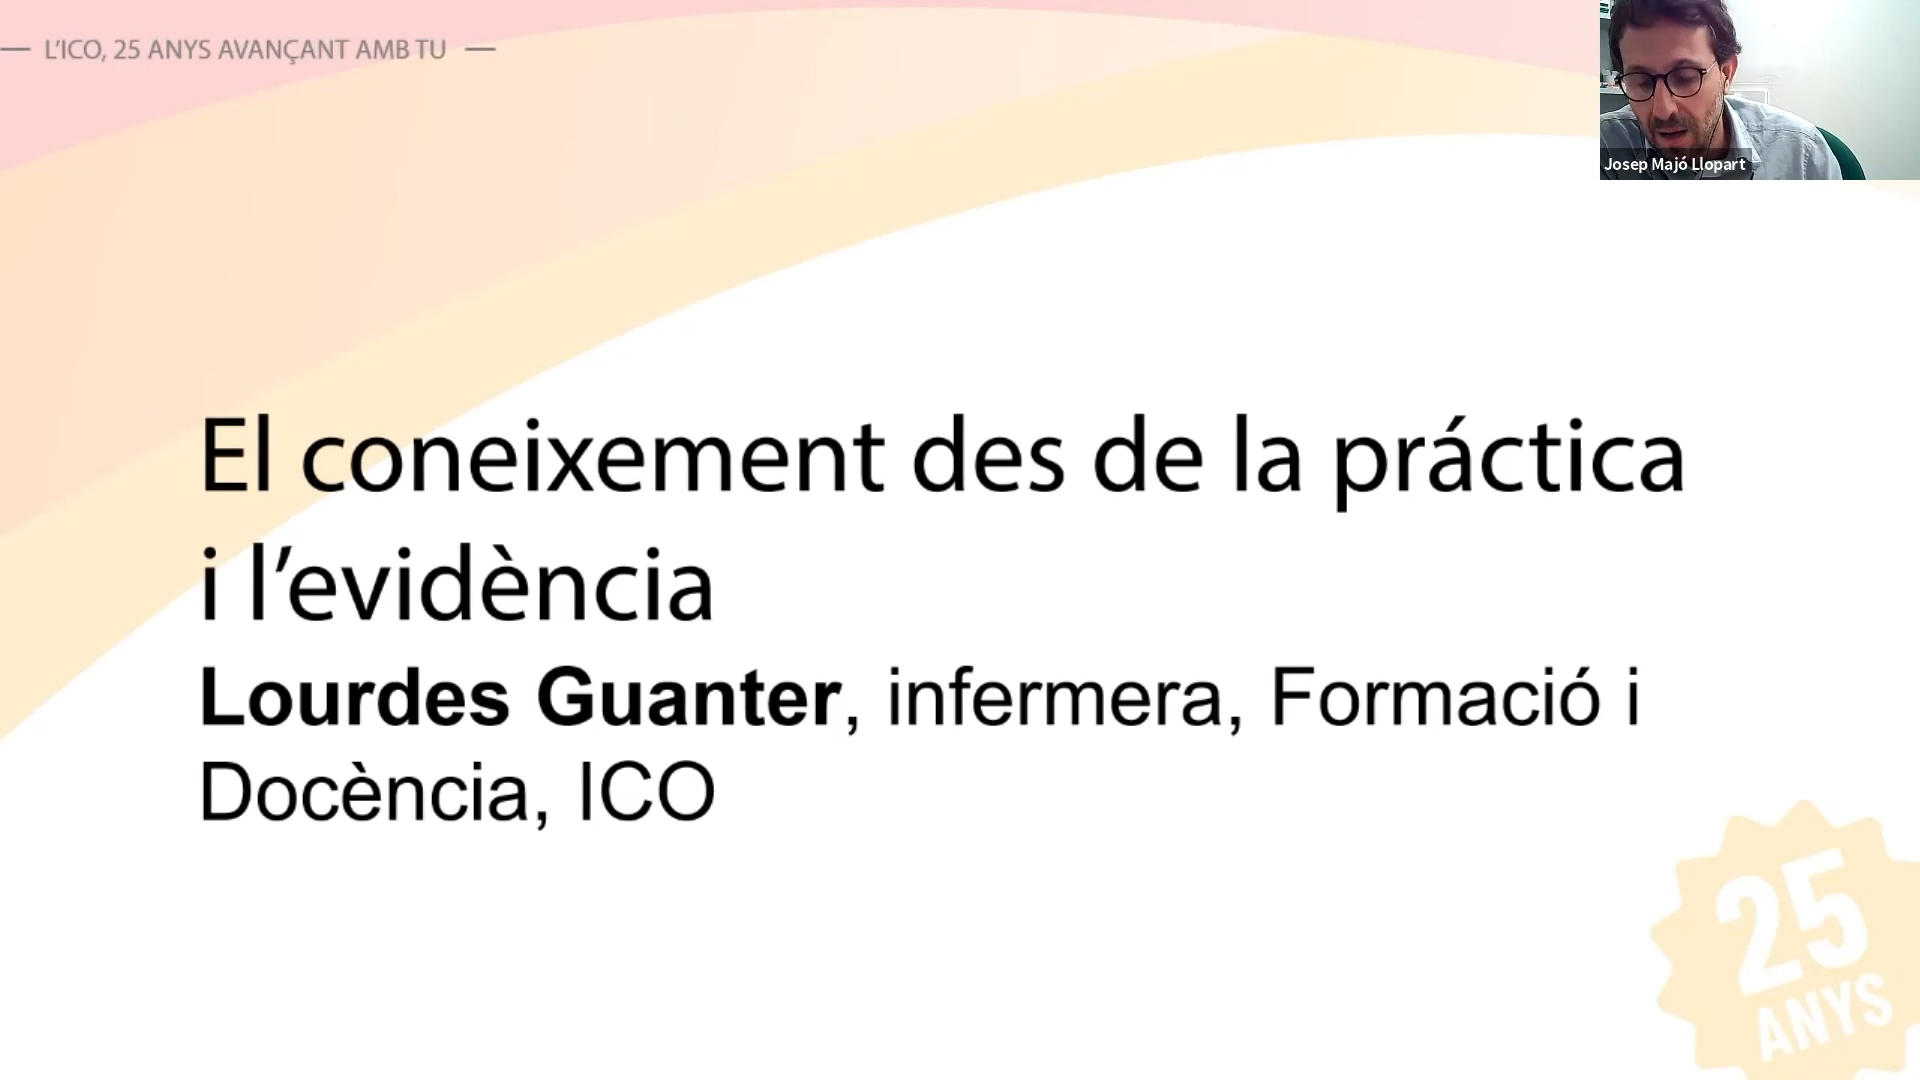 — L'ICO, 25 ANYS AVANÇANT AMB TU —
Josep Majó Llopart
El coneixement des de la práctica
i l'evidència
Lourdes Guanter, infermera, Formació i
Docència, ICO
25
ANYS